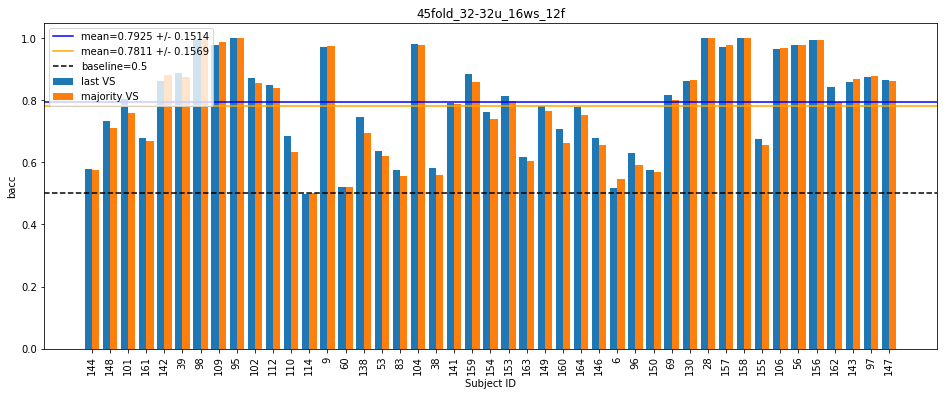 45fold_32-32u_16ws_12f
mean=0.7925 +/- 0.1514
mean=0.7811 +/- 0.1569
baseline=0.5
last VS
majority VS
1.0
0.8
0.6
0.4
0.2
0.0
bacc
144 148 101 161 142 39 98 109 95 102 112 110 114 9 60 138 53 83 104 38 141 159 154 153 163 149 160 164 146 6 96 150 69 130 28 157 158 155 106 56 156 162 143 97 147
Subject ID